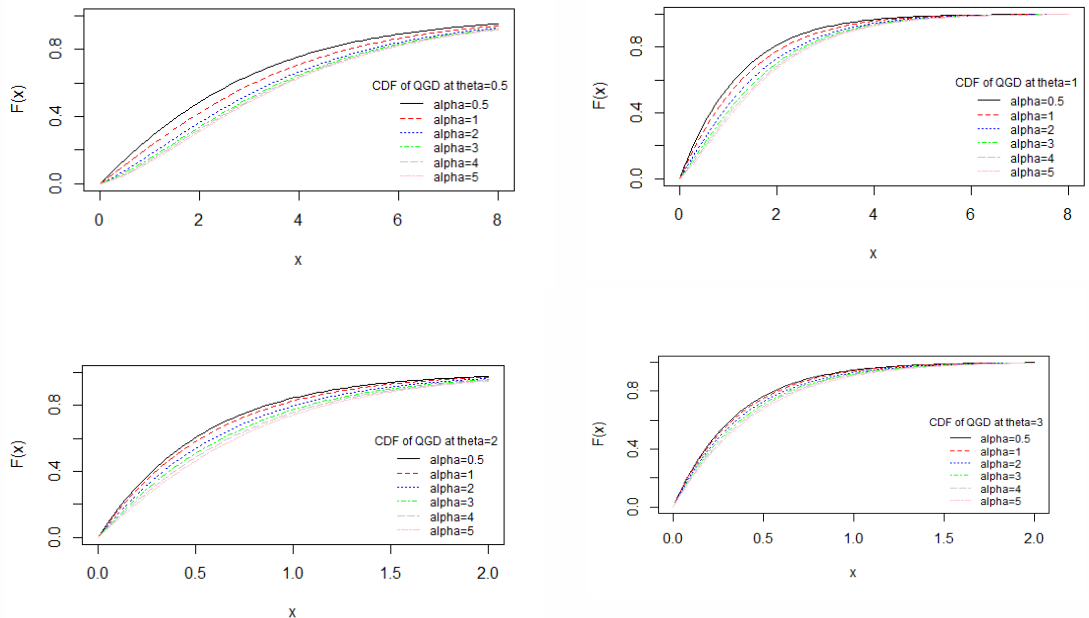 0.8
0.4
0.0
F(x)
CDF of QGD at theta=0.5
alpha=0.5
alpha=1
alpha=2
alpha=3
alpha=4
alpha=5
0 2 4 6 8
x
0.8
0.4
0.0
F(x)
CDF of QGD at theta=1
alpha=0.5
alpha=1
alpha=2
alpha=3
alpha=4
alpha=5
0 2 4 6 8
x
0.8
0.4
0.0
F(x)
CDF of QGD at theta=2
alpha=0.5
alpha=1
alpha=2
alpha=3
alpha=4
alpha=5
0.0 0.5 1.0 1.5 2.0
x
0.8
0.4
0.0
F(x)
CDF of QGD at theta=3
alpha=0.5
alpha=1
alpha=2
alpha=3
alpha=4
alpha=5
0.0 0.5 1.0 1.5 2.0
x